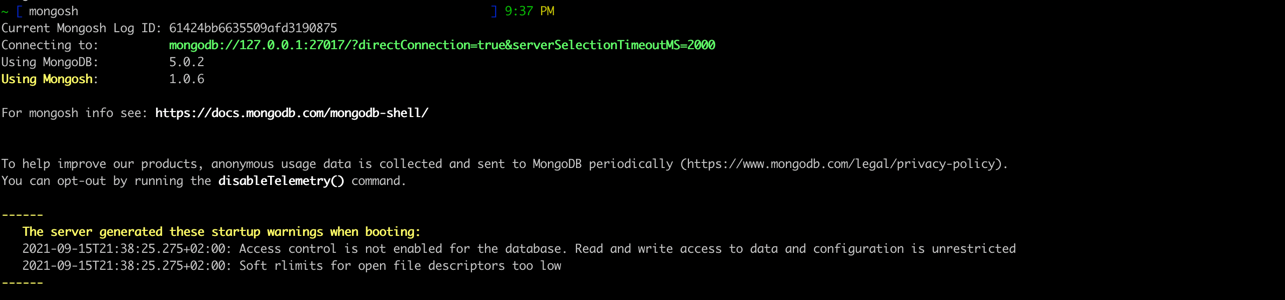 ~ [ mongosh ] 9:37 PM
Current Mongosh Log ID: 61424bb6635509afd3190875
Connecting to: mongodb://127.0.0.1:27017/?directConnection=true&serverSelectionTimeoutMS=2000
Using MongoDB: 5.0.2
Using Mongosh: 1.0.6
For mongosh info see: https://docs.mongodb.com/mongodb-shell/
To help improve our products, anonymous usage data is collected and sent to MongoDB periodically (https://www.mongodb.com/legal/privacy-policy).
You can opt-out by running the disableTelemetry() command.
------
The server generated these startup warnings when booting:
2021-09-15T21:38:25.275+02:00: Access control is not enabled for the database. Read and write access to data and configuration is unrestricted
2021-09-15T21:38:25.275+02:00: Soft rlimits for open file descriptors too low
------